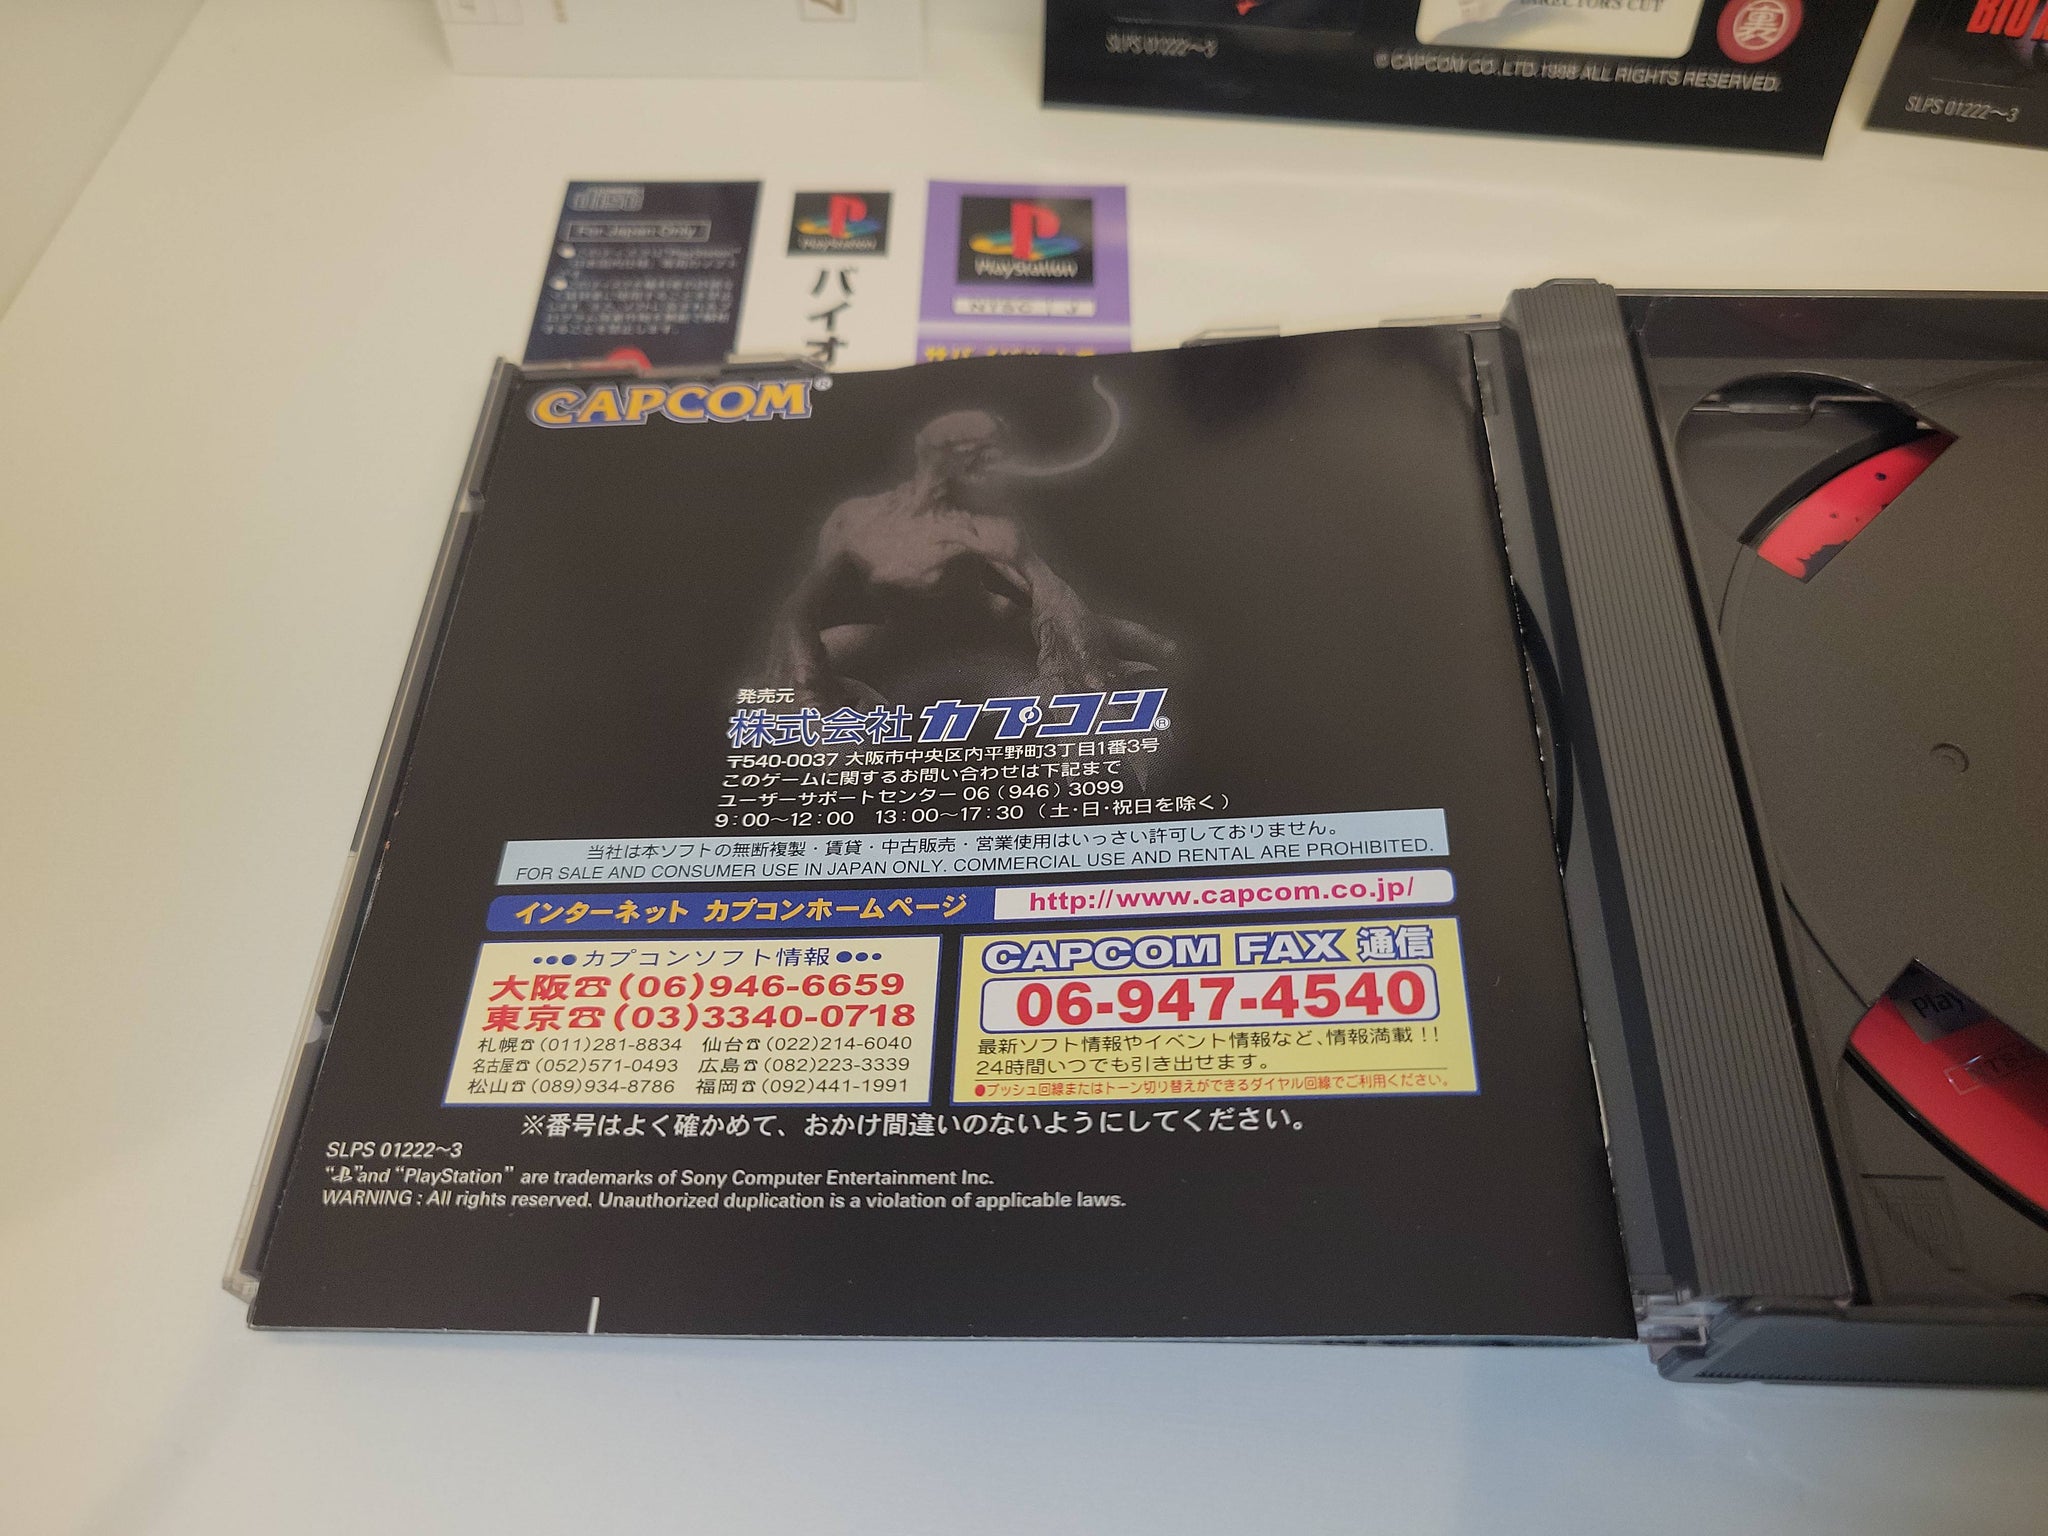 DIRECTOR'S CUT
裏
SLPS 01222～3
© CAPCOM CO.,LTD.1998 ALL RIGHTS RESERVED.
SLPS 01222～3
disc
For Japan Only
PlayStation
バイオ
PlayStation
NTSC J
CAPCOM®
発売元
株式会社カプコン®
〒540-0037 大阪市中央区内平野町3丁目1番3号
このゲームに関するお問い合わせは下記まで
ユーザーサポートセンター 06（946）3099
9：00～12：00 13：00～17：30（土・日・祝日を除く）
当社は本ソフトの無断複製・賃貸・中古販売・営業使用はいっさい許可しておりません。
FOR SALE AND CONSUMER USE IN JAPAN ONLY. COMMERCIAL USE AND RENTAL ARE PROHIBITED.
インターネット カプコンホームページ http://www.capcom.co.jp/
●●●カプコンソフト情報●●●
大阪☎(06)946-6659
東京☎(03)3340-0718
札幌☎(011)281-8834 仙台☎(022)214-6040
名古屋☎(052)571-0493 広島☎(082)223-3339
松山☎(089)934-8786 福岡☎(092)441-1991
CAPCOM FAX 通信
06-947-4540
最新ソフト情報やイベント情報など、情報満載！！
24時間いつでも引き出せます。
●プッシュ回線またはトーン切り替えができるダイヤル回線でご利用ください。
※番号はよく確かめて、おかけ間違いのないようにしてください。
SLPS 01222～3
“ ”and “PlayStation” are trademarks of Sony Computer Entertainment Inc.
WARNING : All rights reserved. Unauthorized duplication is a violation of applicable laws.